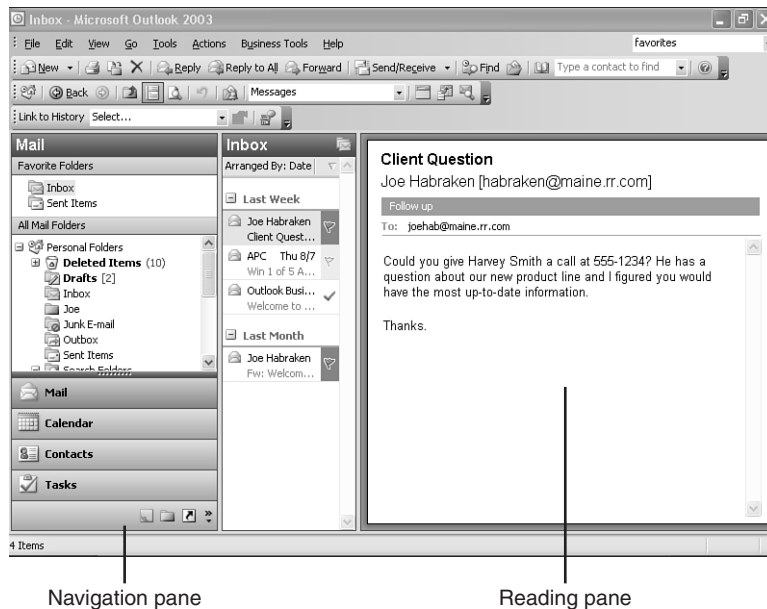 Inbox - Microsoft Outlook 2003
File Edit View Go Tools Actions Business Tools Help favorites
New Reply Reply to All Forward Send/Receive Find Type a contact to find
Back Messages
Link to History Select...
Mail
Favorite Folders
Inbox
Sent Items
All Mail Folders
Personal Folders
Deleted Items (10)
Drafts [2]
Inbox
Joe
Junk E-mail
Outbox
Sent Items
Search Folders
Mail
Calendar
Contacts
Tasks
4 Items
Inbox
Arranged By: Date
Last Week
Joe Habraken
Client Quest...
APC Thu 8/7
Win 1 of 5 A...
Outlook Busi...
Welcome to ...
Last Month
Joe Habraken
Fw: Welcom...
Client Question
Joe Habraken [habraken@maine.rr.com]
Follow up
To: joehab@maine.rr.com
Could you give Harvey Smith a call at 555-1234? He has a
question about our new product line and I figured you would
have the most up-to-date information.
Thanks.
Navigation pane
Reading pane